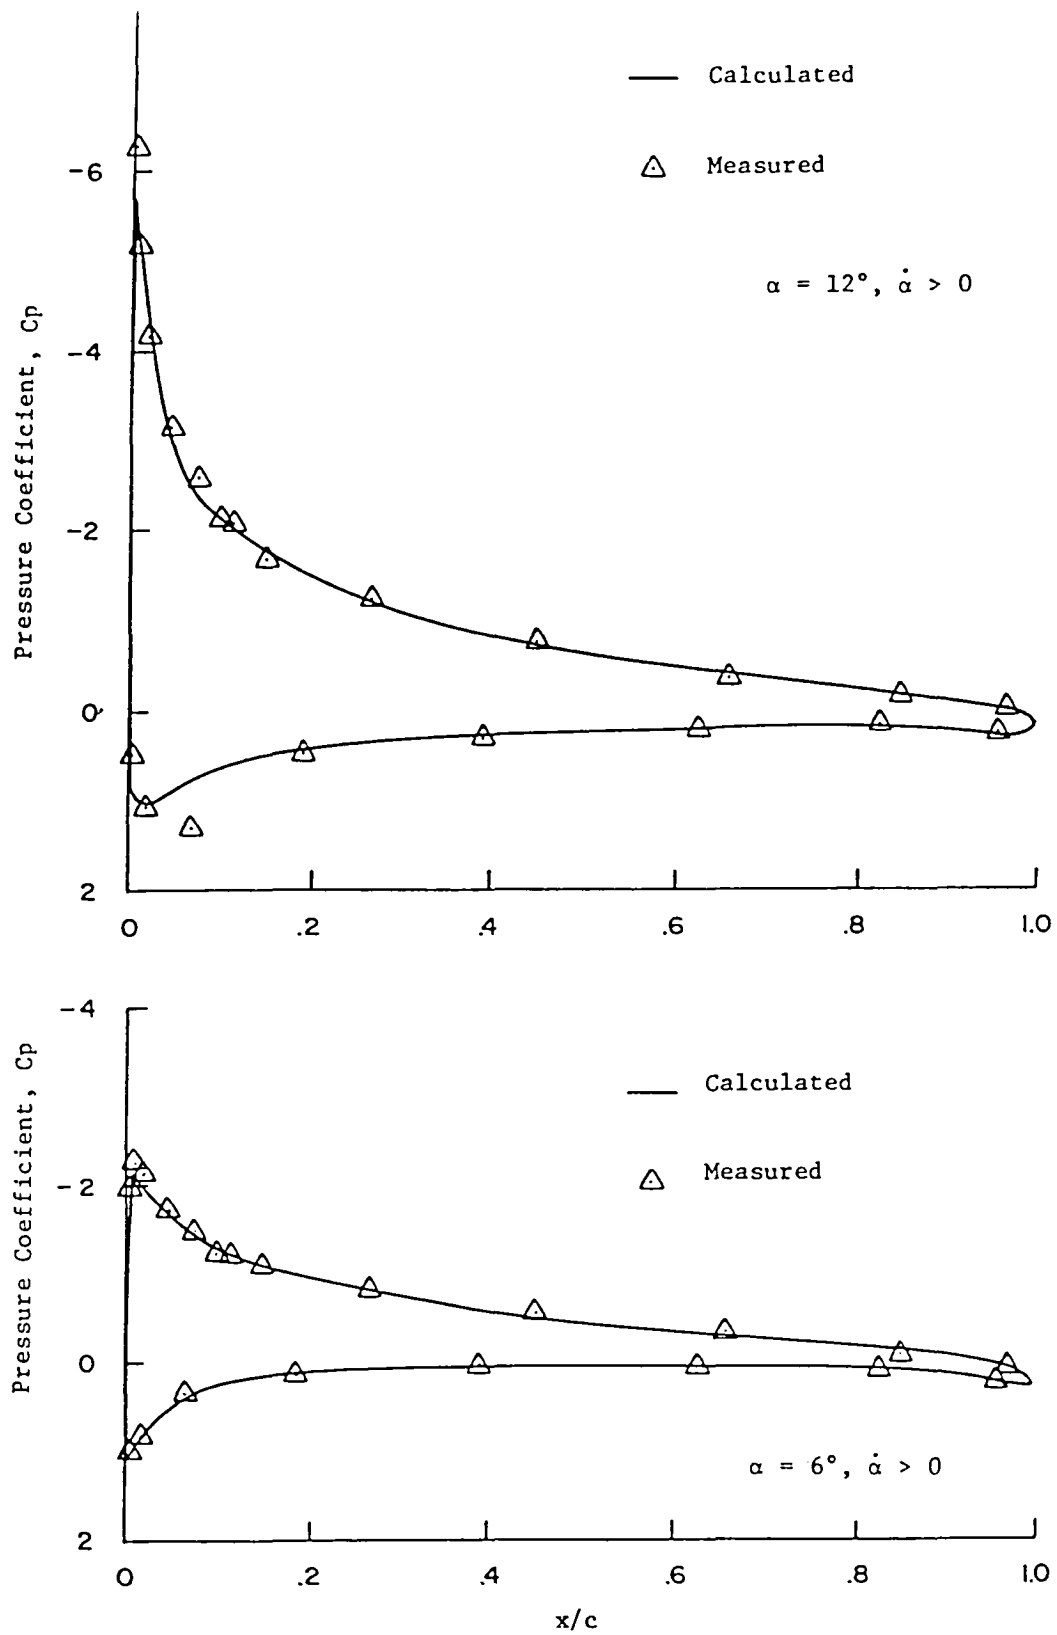 Calculated
Measured
α = 12°, α̇ > 0
Pressure Coefficient, Cp
-6
-4
-2
0
2
0 .2 .4 .6 .8 1.0
Calculated
Measured
α = 6°, α̇ > 0
Pressure Coefficient, Cp
-4
-2
0
2
0 .2 .4 .6 .8 1.0
x/c